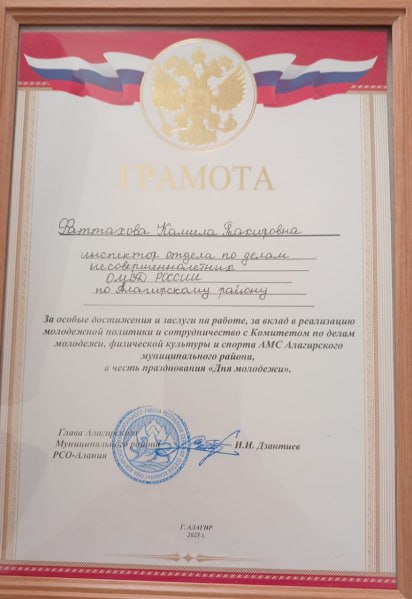 ГРАМОТА
Фаттахова Камила Тахировна
инспектор отдела по делам
несовершеннолетних
ОМВД РОССИИ
по Алагирскому району
За особые достижения и заслуги на работе, за вклад в реализацию
молодежной политики и сотрудничество с Комитетом по делам
молодежи, физической культуры и спорта АМС Алагирского
муниципального района,
в честь празднования «Дня молодежи».
Глава Алагирского
Муниципального района
И.И. Дзантиев
РСО-Алания
Г. АЛАГИР
2025 г.